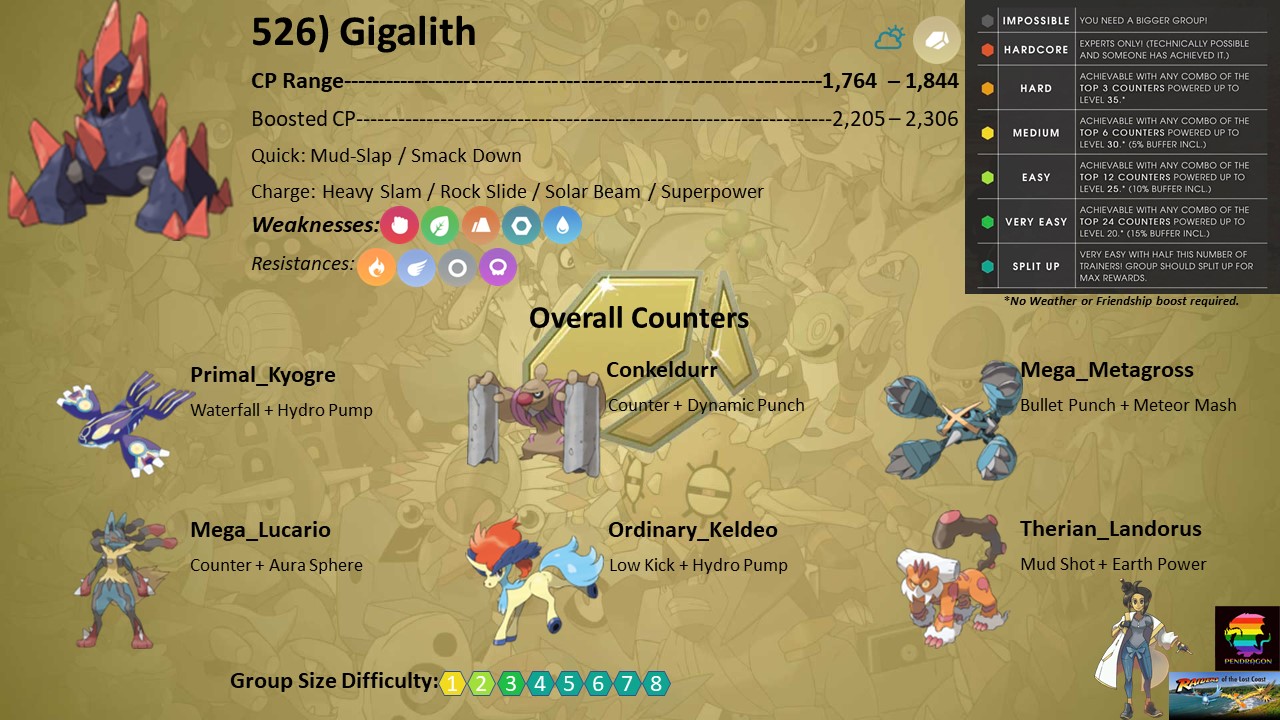 526) Gigalith
CP Range--------------------------------------------------------------------1,764 – 1,844
Boosted CP--------------------------------------------------------------------2,205 – 2,306
Quick: Mud-Slap / Smack Down
Charge: Heavy Slam / Rock Slide / Solar Beam / Superpower
Weaknesses:
Resistances:
IMPOSSIBLE YOU NEED A BIGGER GROUP!
HARDCORE EXPERTS ONLY! (TECHNICALLY POSSIBLE
AND SOMEONE HAS ACHIEVED IT.)
HARD ACHIEVABLE WITH ANY COMBO OF THE
TOP 3 COUNTERS POWERED UP TO
LEVEL 35.*
MEDIUM ACHIEVABLE WITH ANY COMBO OF THE
TOP 6 COUNTERS POWERED UP TO
LEVEL 30.* (5% BUFFER INCL.)
EASY ACHIEVABLE WITH ANY COMBO OF THE
TOP 12 COUNTERS POWERED UP TO
LEVEL 25.* (10% BUFFER INCL.)
VERY EASY ACHIEVABLE WITH ANY COMBO OF THE
TOP 24 COUNTERS POWERED UP TO
LEVEL 20.* (15% BUFFER INCL.)
SPLIT UP VERY EASY WITH HALF THIS NUMBER OF
TRAINERS! GROUP SHOULD SPLIT UP FOR
MAX REWARDS.
*No Weather or Friendship boost required.
Overall Counters
Primal_Kyogre
Waterfall + Hydro Pump
Conkeldurr
Counter + Dynamic Punch
Mega_Metagross
Bullet Punch + Meteor Mash
Mega_Lucario
Counter + Aura Sphere
Ordinary_Keldeo
Low Kick + Hydro Pump
Therian_Landorus
Mud Shot + Earth Power
Group Size Difficulty: 1 2 3 4 5 6 7 8
PENDRAGON
RAIDERS of the Lost Coast